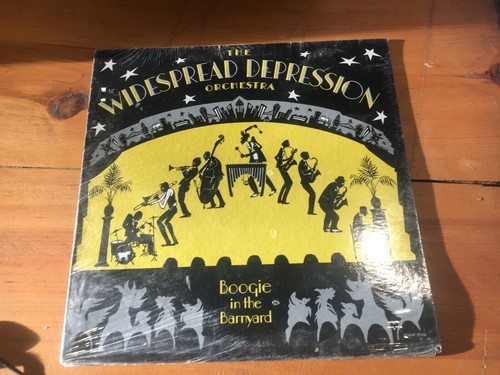 THE
WIDESPREAD DEPRESSION
ORCHESTRA
Boogie
in the
Barnyard